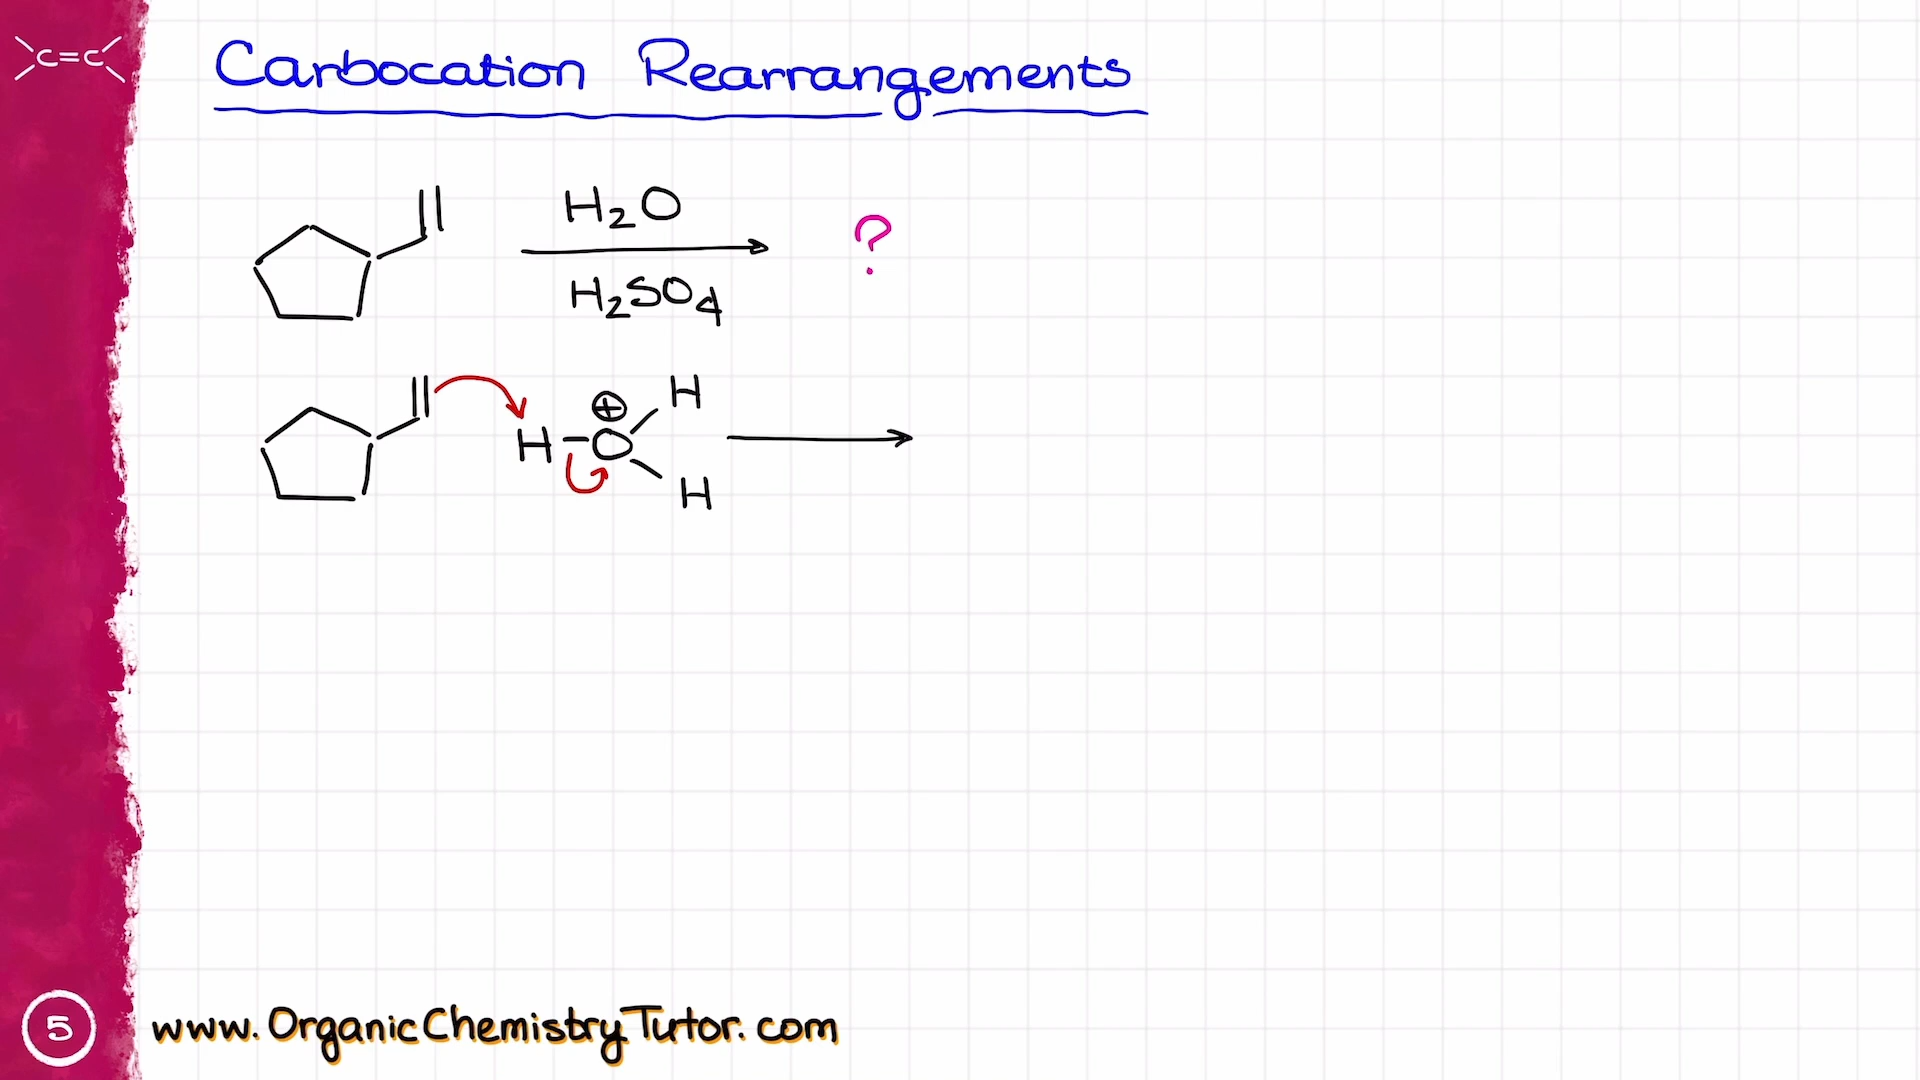 C=C
Carbocation Rearrangements
H₂O
?
H₂SO₄
⊕
H
H-O
H
5
www.OrganicChemistryTutor.com